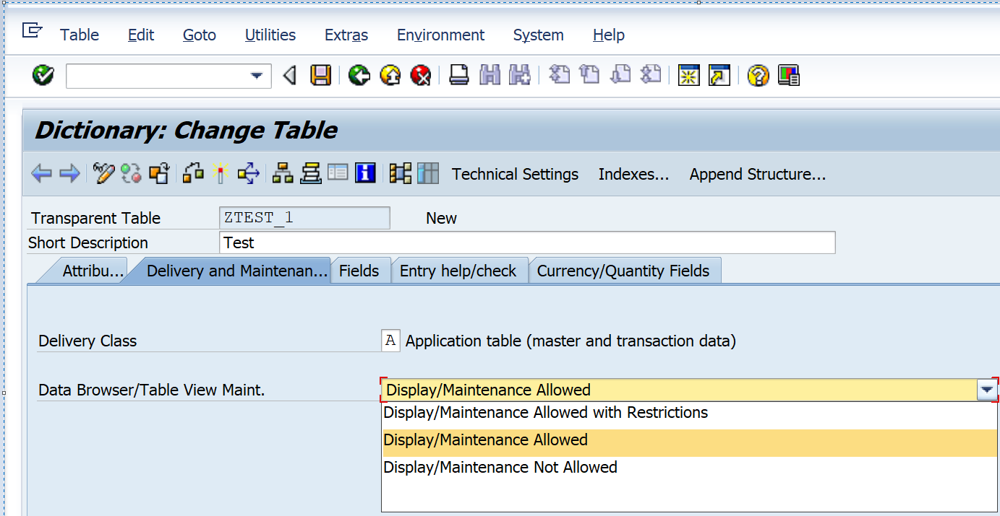 Table Edit Goto Utilities Extras Environment System Help
Dictionary: Change Table
Technical Settings Indexes... Append Structure...
Transparent Table ZTEST_1 New
Short Description Test
Attribu... Delivery and Maintenan... Fields Entry help/check Currency/Quantity Fields
Delivery Class A Application table (master and transaction data)
Data Browser/Table View Maint. Display/Maintenance Allowed
Display/Maintenance Allowed with Restrictions
Display/Maintenance Allowed
Display/Maintenance Not Allowed